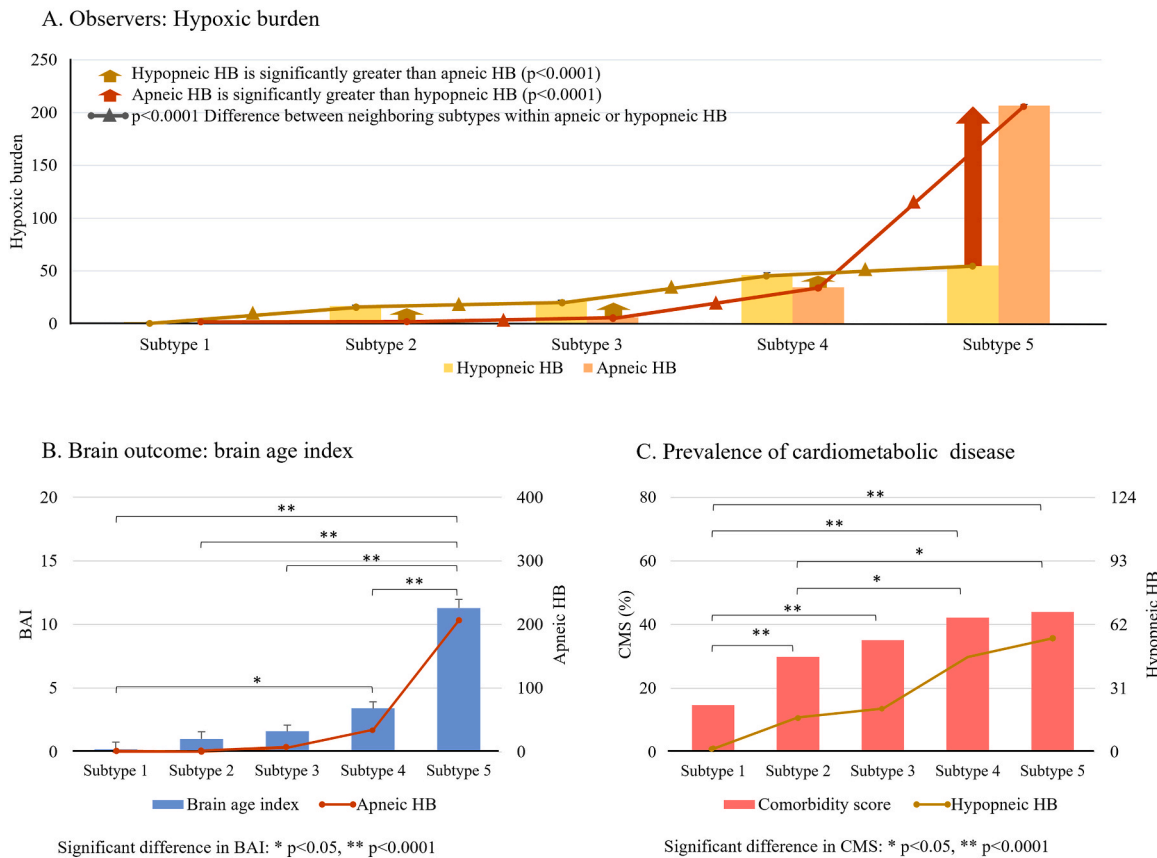 A. Observers: Hypoxic burden
250
200
150
100
50
0
Hypoxic burden
Hypopneic HB is significantly greater than apneic HB (p<0.0001)
Apneic HB is significantly greater than hypopneic HB (p<0.0001)
p<0.0001 Difference between neighboring subtypes within apneic or hypopneic HB
Subtype 1 Subtype 2 Subtype 3 Subtype 4 Subtype 5
Hypopneic HB Apneic HB
B. Brain outcome: brain age index
20
15
10
5
0
BAI
400
300
200
100
0
Apneic HB
**
**
**
**
*
Subtype 1 Subtype 2 Subtype 3 Subtype 4 Subtype 5
Brain age index Apneic HB
Significant difference in BAI: * p<0.05, ** p<0.0001
C. Prevalence of cardiometabolic disease
80
60
40
20
0
CMS (%)
124
93
62
31
0
Hypopneic HB
**
**
*
*
**
**
Subtype 1 Subtype 2 Subtype 3 Subtype 4 Subtype 5
Comorbidity score Hypopneic HB
Significant difference in CMS: * p<0.05, ** p<0.0001